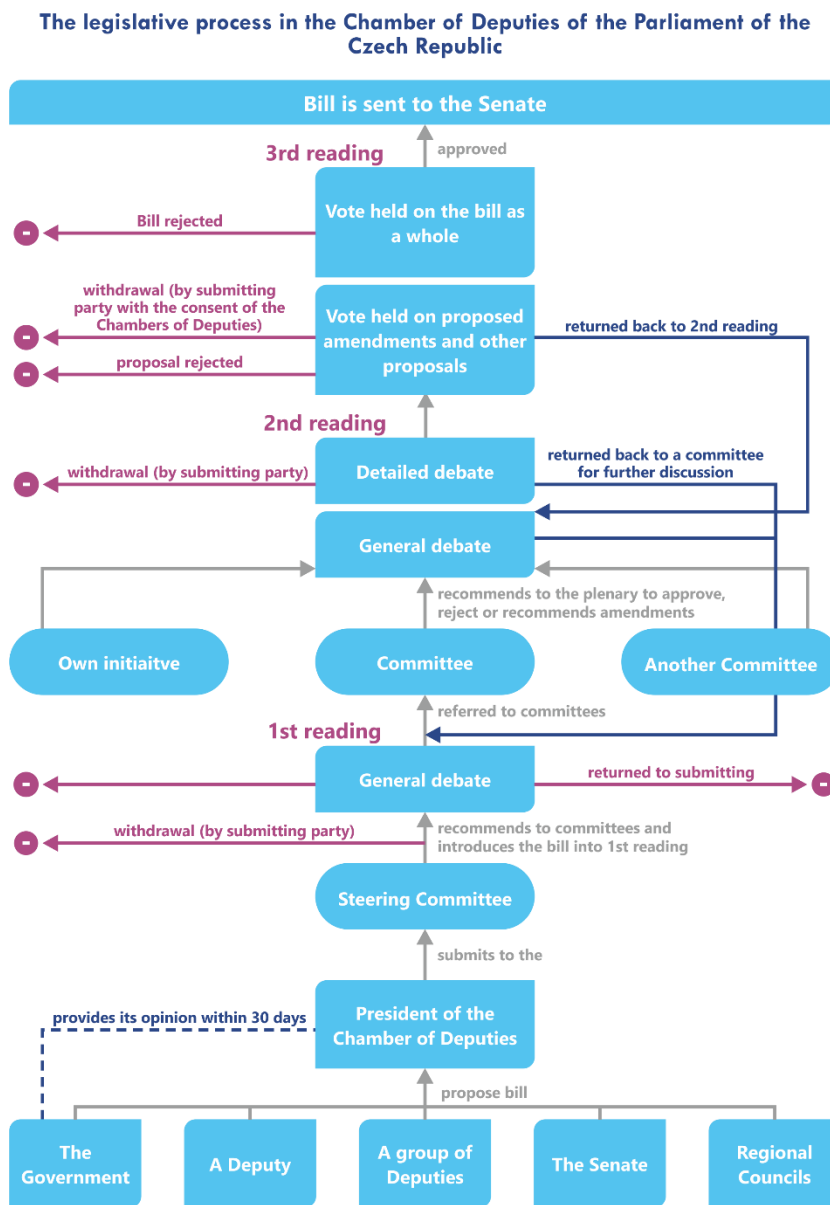 The legislative process in the Chamber of Deputies of the Parliament of the
Czech Republic
Bill is sent to the Senate
3rd reading
approved
Bill rejected
Vote held on the bill as
a whole
withdrawal (by submitting
party with the consent of the
Chambers of Deputies)
Vote held on proposed
amendments and other
proposals
returned back to 2nd reading
proposal rejected
2nd reading
withdrawal (by submitting party)
Detailed debate
returned back to a committee
for further discussion
General debate
recommends to the plenary to approve,
reject or recommends amendments
Own initiaitve
Committee
Another Committee
referred to committees
1st reading
General debate
returned to submitting
withdrawal (by submitting party)
recommends to committees and
introduces the bill into 1st reading
Steering Committee
submits to the
provides its opinion within 30 days
President of the
Chamber of Deputies
propose bill
The
Government
A Deputy
A group of
Deputies
The Senate
Regional
Councils